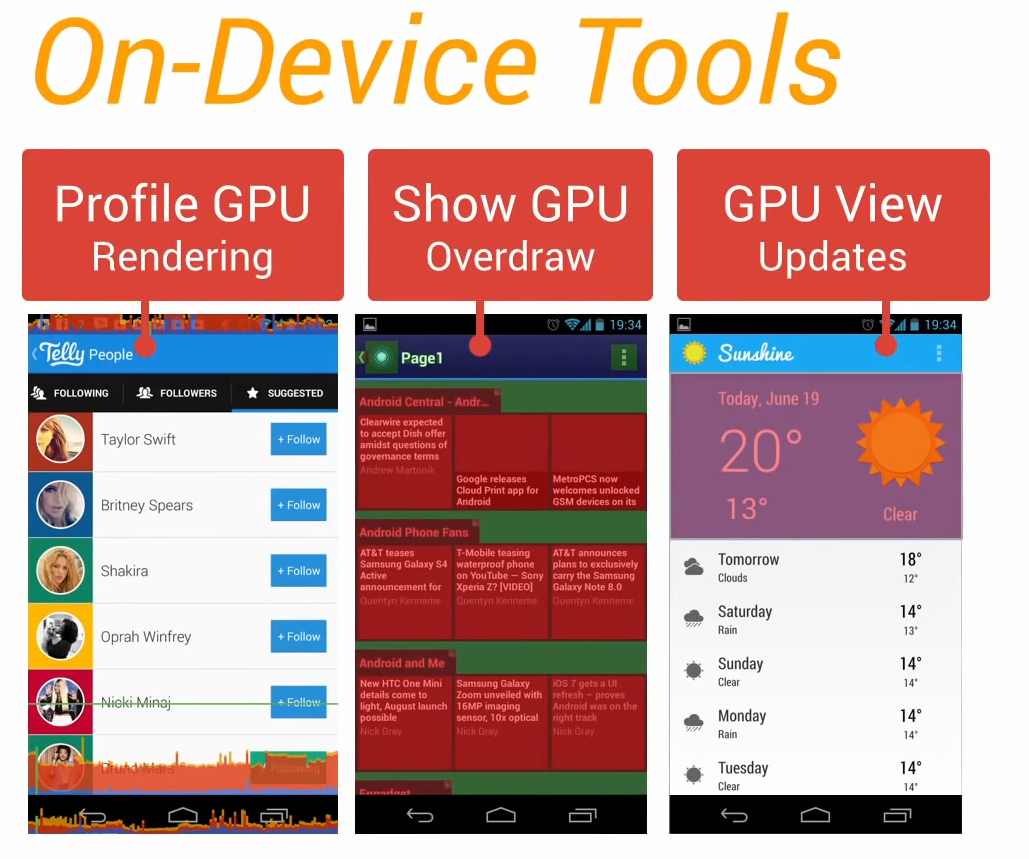 On-Device Tools
Profile GPU
Rendering
Show GPU
Overdraw
GPU View
Updates
Telly People
FOLLOWING
FOLLOWERS
SUGGESTED
Taylor Swift
+ Follow
Britney Spears
+ Follow
Shakira
+ Follow
Oprah Winfrey
+ Follow
Nicki Minaj
+ Follow
Bruno Mars
Following
19:34
Page1
Android Central - Andr...
Clearwire expected
to accept Dish offer
amidst questions of
governance terms
Andrew Martonik
Google releases
Cloud Print app for
Android
MetroPCS now
welcomes unlocked
GSM devices on its
Android Phone Fans
AT&T teases
Samsung Galaxy S4
Active
announcement for
Quentyn Kenneme
T-Mobile teasing
waterproof phone
on YouTube — Sony
Xperia Z? [VIDEO]
Quentyn Kenneme
AT&T announces
plans to exclusively
carry the Samsung
Galaxy Note 8.0
Quentyn Kenneme
Android and Me
New HTC One Mini
details come to
light, August launch
possible
Nick Gray
Samsung Galaxy
Zoom unveiled with
16MP imaging
sensor, 10x optical
Nick Gray
iOS 7 gets a UI
refresh – proves
Android was on the
right track
Nick Gray
Engadget
19:34
Sunshine
Today, June 19
20°
13°
Clear
Tomorrow 18°
Clouds 12°
Saturday 14°
Rain 13°
Sunday 14°
Clear 14°
Monday 14°
Rain 14°
Tuesday 14°
Clear 14°